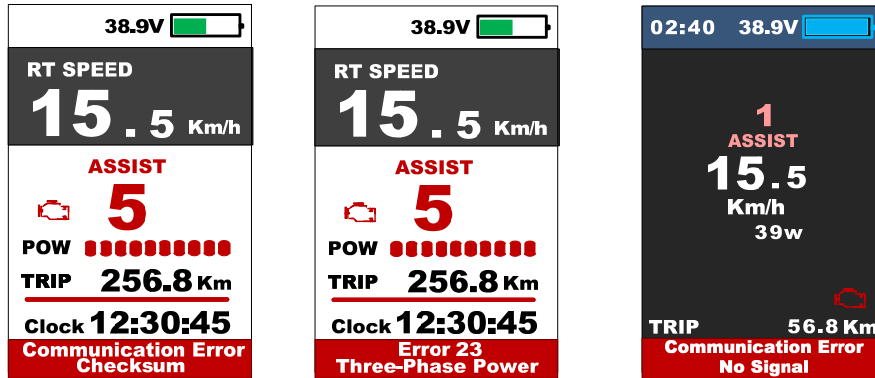 38.9V
RT SPEED
15.5 Km/h
ASSIST
5
POW
TRIP 256.8 Km
Clock 12:30:45
Communication Error
Checksum
38.9V
RT SPEED
15.5 Km/h
ASSIST
5
POW
TRIP 256.8 Km
Clock 12:30:45
Error 23
Three-Phase Power
02:40 38.9V
1
ASSIST
15.5
Km/h
39w
TRIP 56.8 Km
Communication Error
No Signal